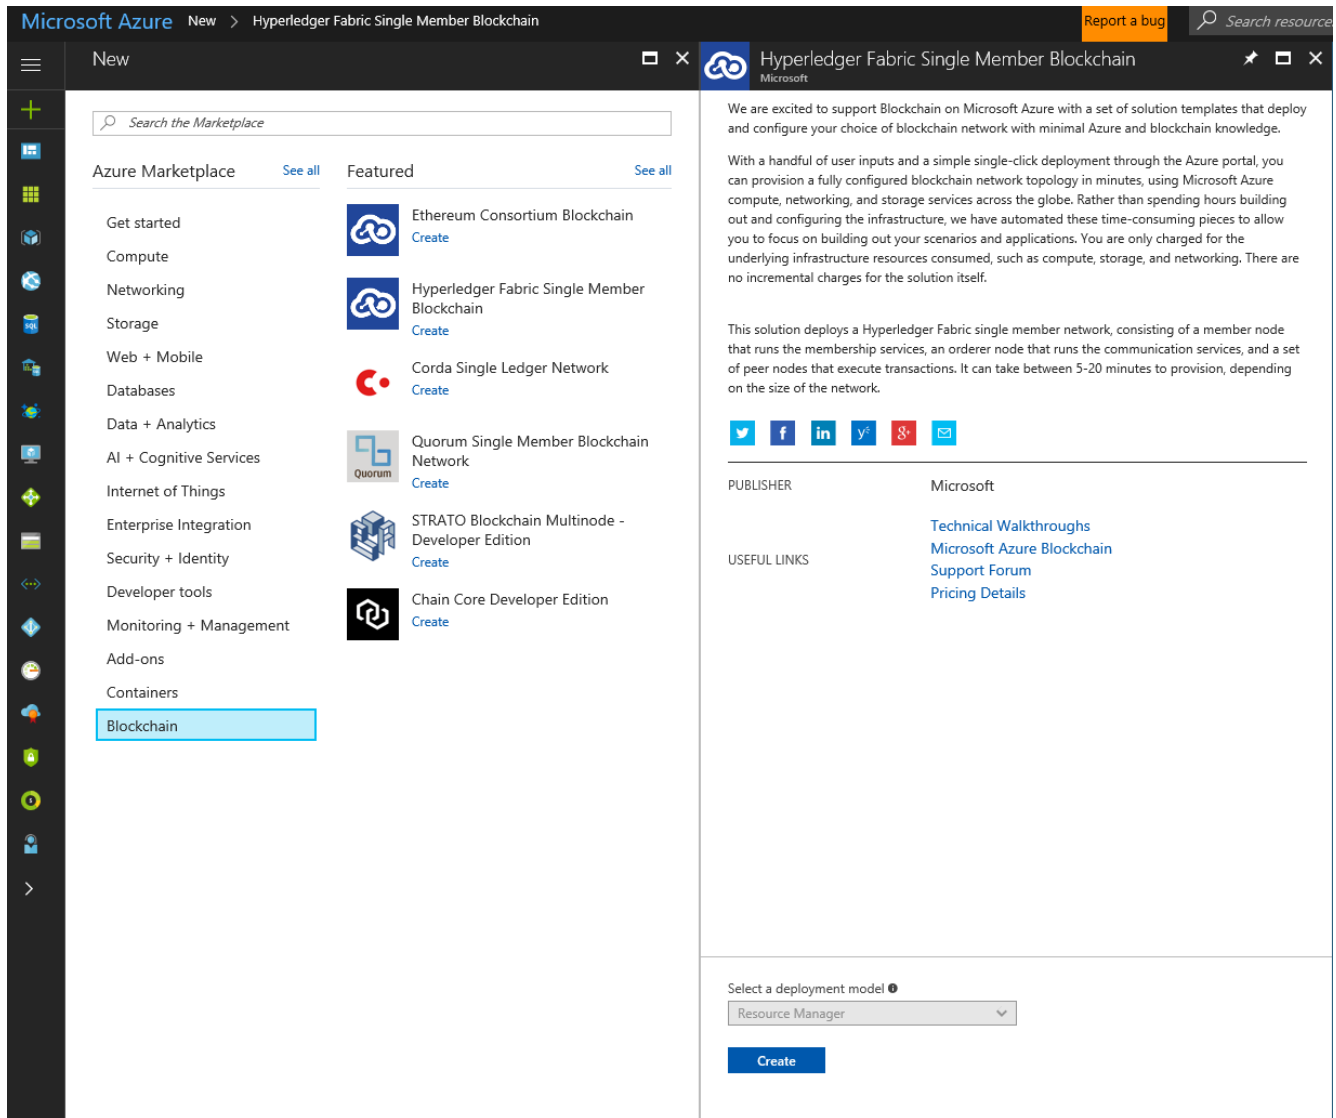 Microsoft Azure New > Hyperledger Fabric Single Member Blockchain
Report a bug
Search resource
New
Search the Marketplace
Azure Marketplace
See all
Get started
Compute
Networking
Storage
Web + Mobile
Databases
Data + Analytics
AI + Cognitive Services
Internet of Things
Enterprise Integration
Security + Identity
Developer tools
Monitoring + Management
Add-ons
Containers
Blockchain
Featured
See all
Ethereum Consortium Blockchain
Create
Hyperledger Fabric Single Member
Blockchain
Create
Corda Single Ledger Network
Create
Quorum
Quorum Single Member Blockchain
Network
Create
STRATO Blockchain Multinode -
Developer Edition
Create
Chain Core Developer Edition
Create
Hyperledger Fabric Single Member Blockchain
Microsoft
We are excited to support Blockchain on Microsoft Azure with a set of solution templates that deploy
and configure your choice of blockchain network with minimal Azure and blockchain knowledge.
With a handful of user inputs and a simple single-click deployment through the Azure portal, you
can provision a fully configured blockchain network topology in minutes, using Microsoft Azure
compute, networking, and storage services across the globe. Rather than spending hours building
out and configuring the infrastructure, we have automated these time-consuming pieces to allow
you to focus on building out your scenarios and applications. You are only charged for the
underlying infrastructure resources consumed, such as compute, storage, and networking. There are
no incremental charges for the solution itself.
This solution deploys a Hyperledger Fabric single member network, consisting of a member node
that runs the membership services, an orderer node that runs the communication services, and a set
of peer nodes that execute transactions. It can take between 5-20 minutes to provision, depending
on the size of the network.
PUBLISHER
Microsoft
USEFUL LINKS
Technical Walkthroughs
Microsoft Azure Blockchain
Support Forum
Pricing Details
Select a deployment model
Resource Manager
Create